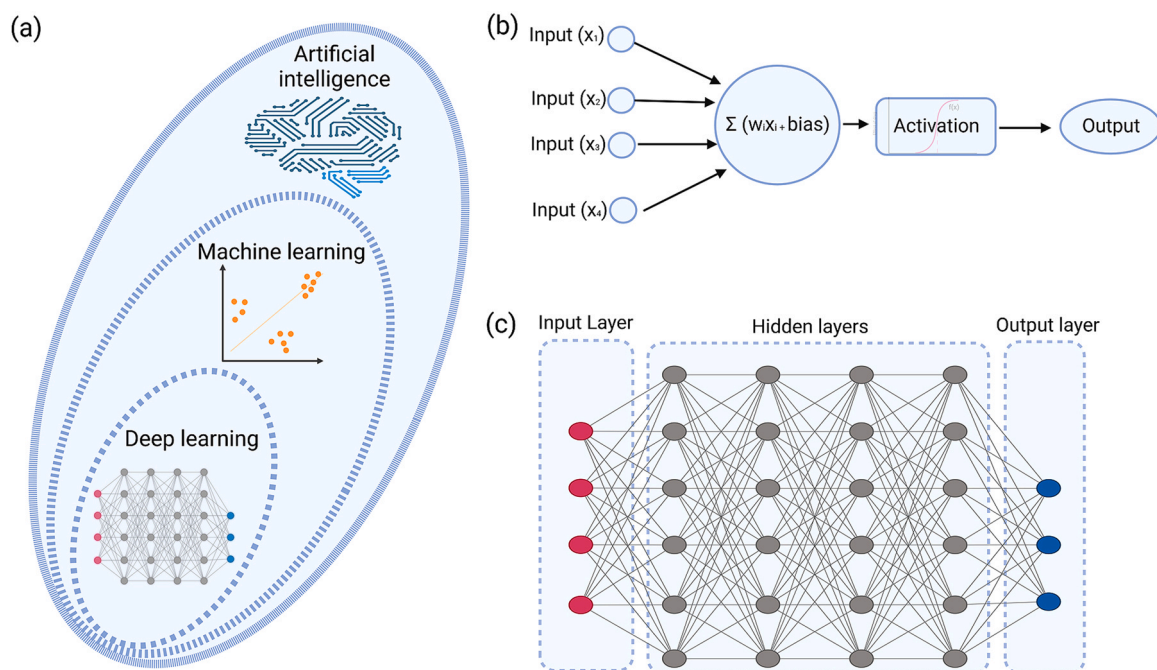 (a)
Artificial
intelligence
Machine learning
Deep learning
(b)
Input (x₁)
Input (x₂)
Input (x₃)
Input (x₄)
Σ (wᵢxᵢ + bias)
f(x)
Activation
Output
(c)
Input Layer
Hidden layers
Output layer